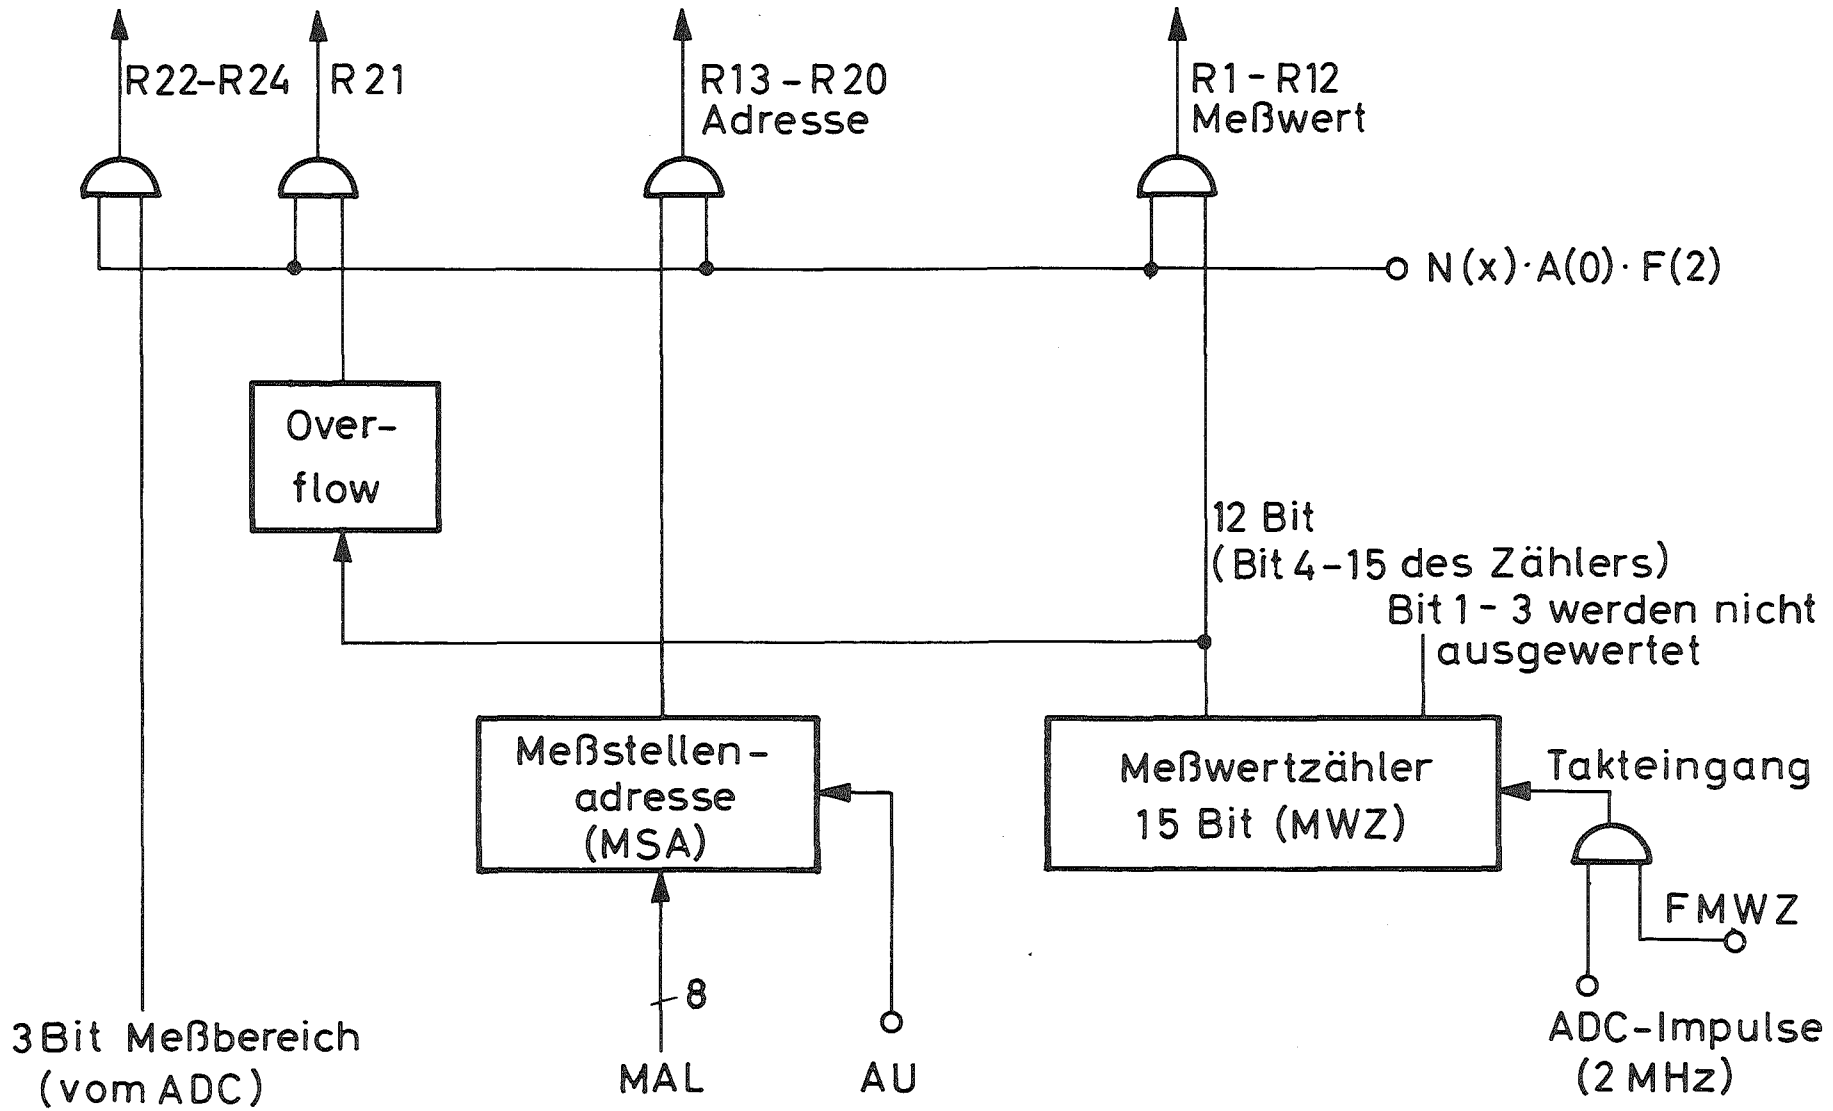 R22–R24
R21
R13–R20
Adresse
R1–R12
Meßwert
N(x)·A(0)·F(2)
Over-
flow
12 Bit
(Bit 4–15 des Zählers)
Bit 1–3 werden nicht
ausgewertet
Meßstellen-
adresse
(MSA)
Meßwertzähler
15 Bit (MWZ)
Takteingang
FMWZ
8
3 Bit Meßbereich
(vom ADC)
MAL
AU
ADC-Impulse
(2 MHz)